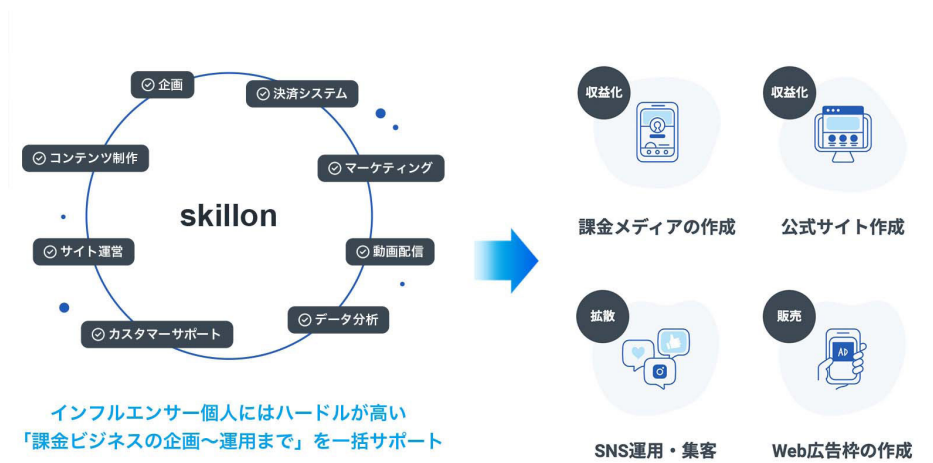 企画
決済システム
コンテンツ制作
マーケティング
skillon
サイト運営
動画配信
データ分析
カスタマーサポート
インフルエンサー個人にはハードルが高い
「課金ビジネスの企画〜運用まで」を一括サポート
収益化
課金メディアの作成
収益化
公式サイト作成
拡散
SNS運用・集客
販売
AD
Web広告枠の作成